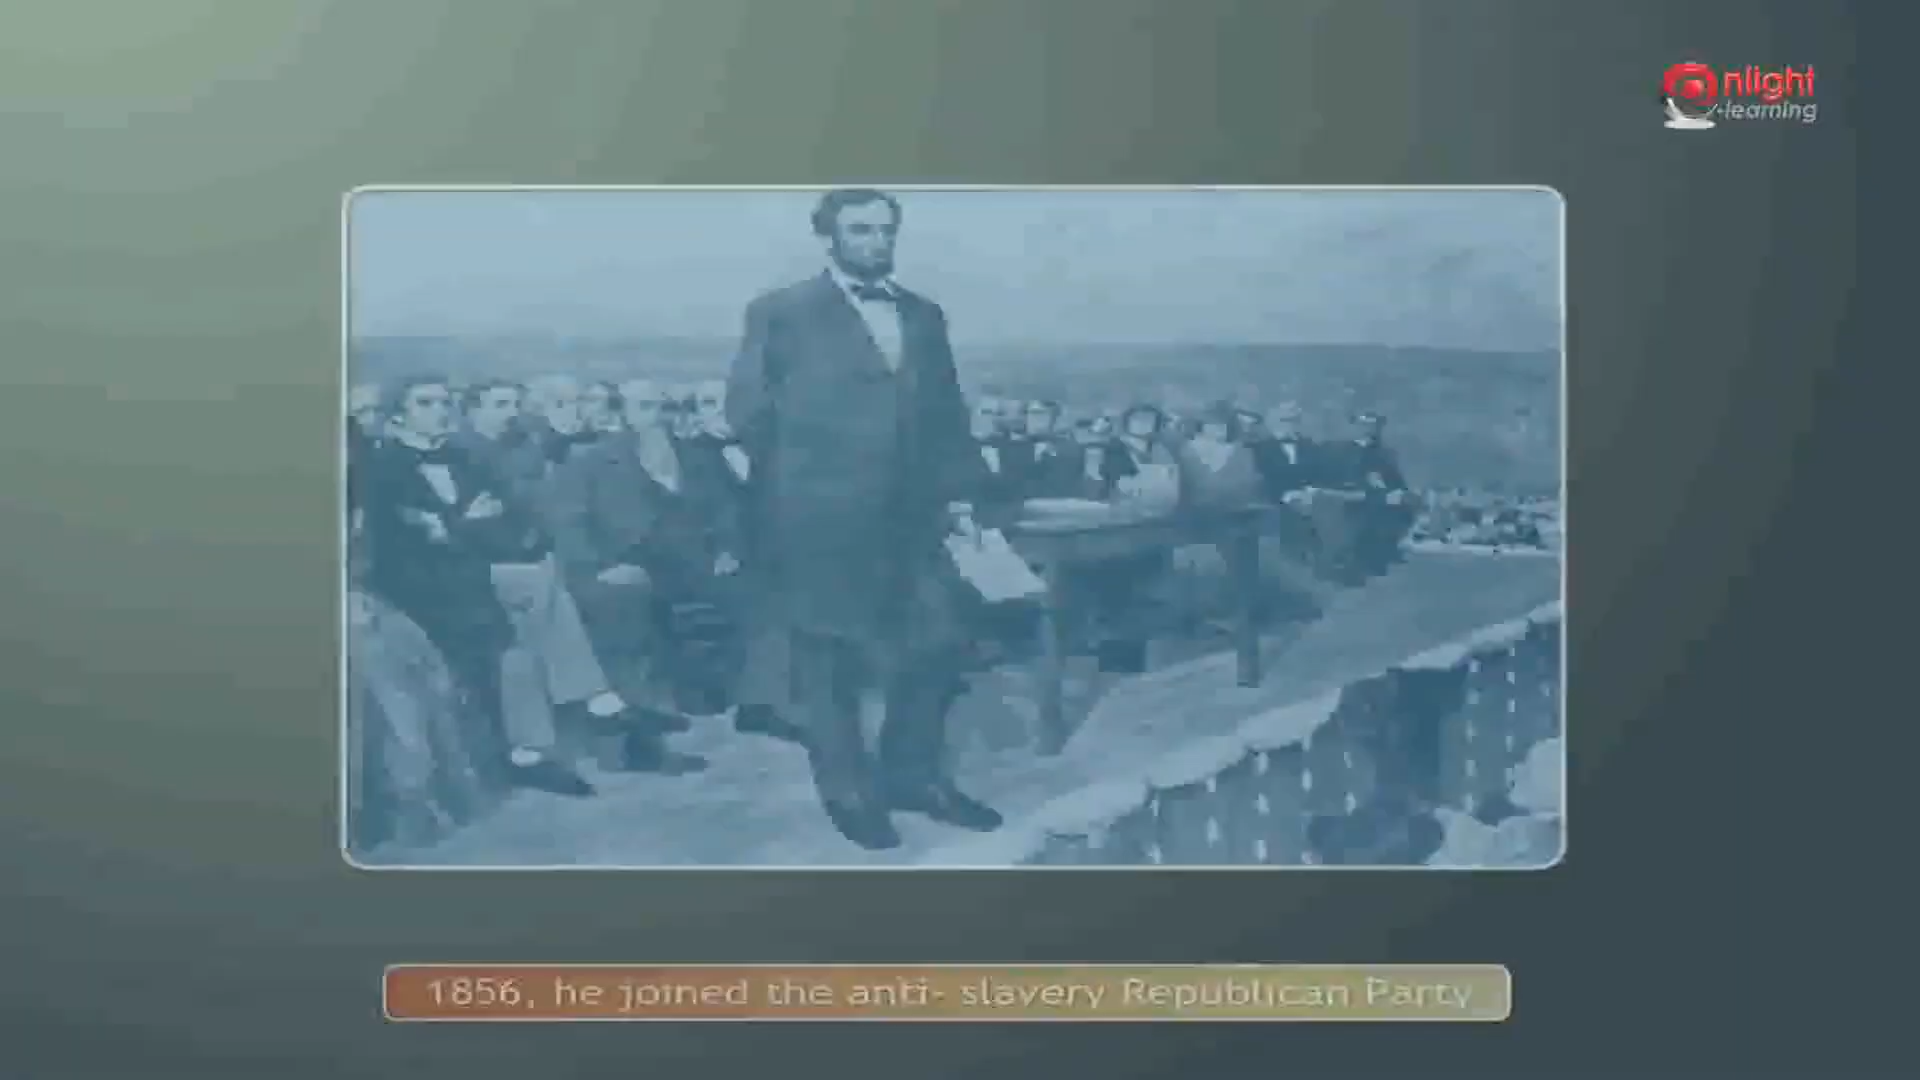 nlight
-learning
1856, he joined the anti- slavery Republican Party